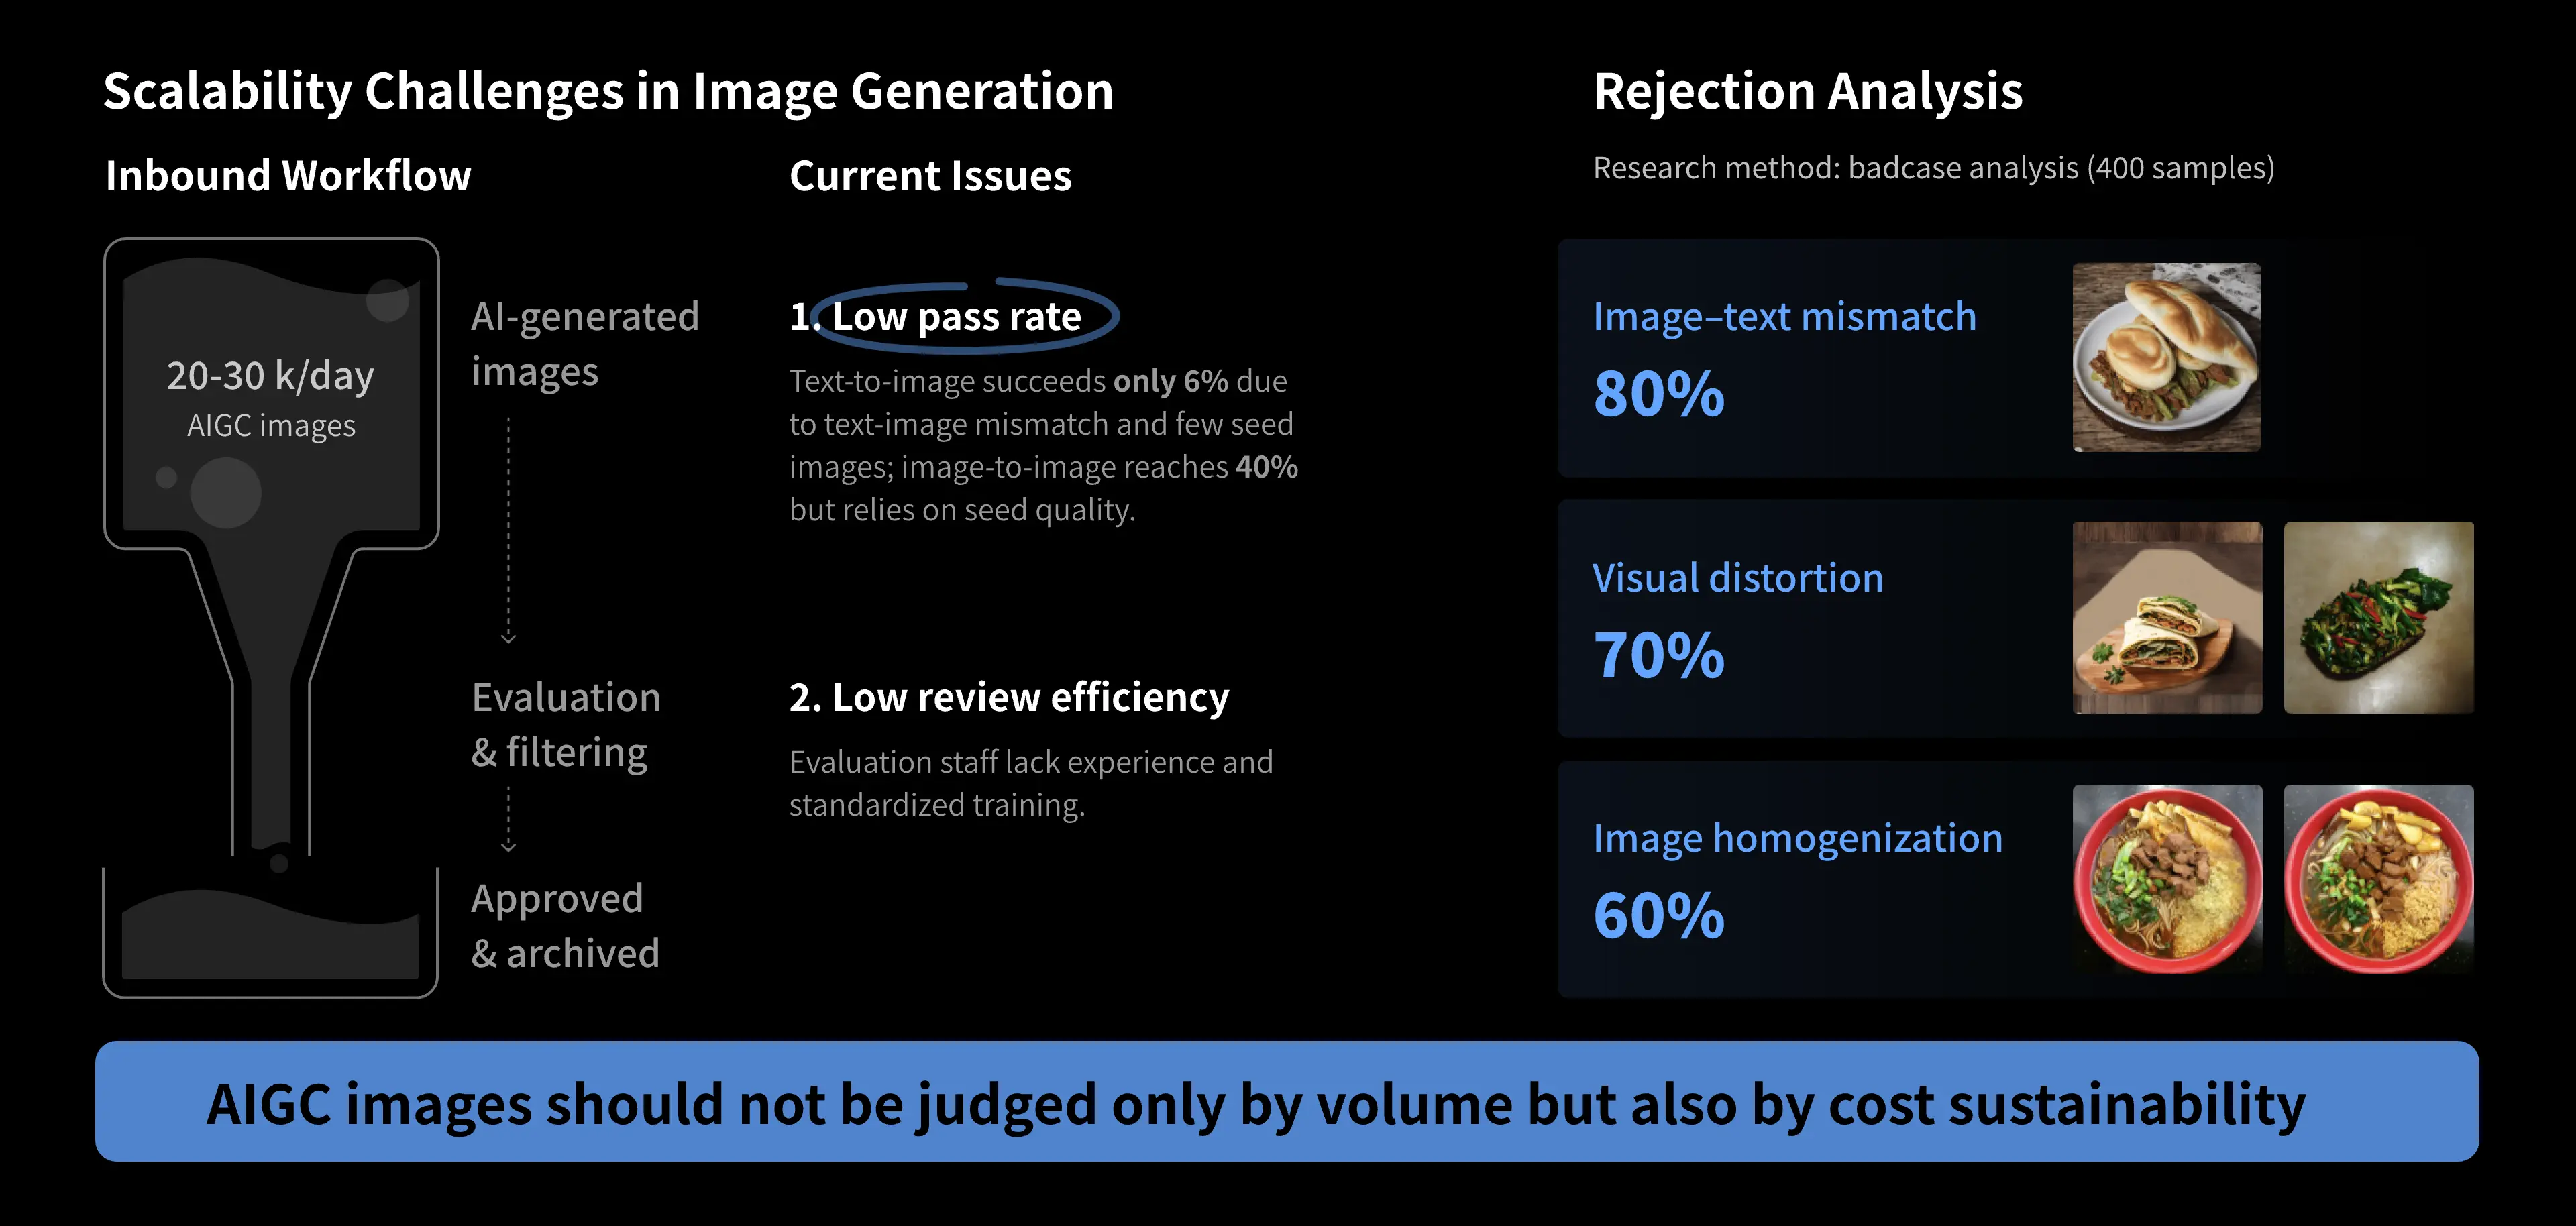 Scalability Challenges in Image Generation
Inbound Workflow
20-30 k/day
AIGC images
AI-generated
images
Evaluation
& filtering
Approved
& archived
Current Issues
1. Low pass rate
Text-to-image succeeds only 6% due
to text-image mismatch and few seed
images; image-to-image reaches 40%
but relies on seed quality.
2. Low review efficiency
Evaluation staff lack experience and
standardized training.
Rejection Analysis
Research method: badcase analysis (400 samples)
Image–text mismatch
80%
Visual distortion
70%
Image homogenization
60%
AIGC images should not be judged only by volume but also by cost sustainability